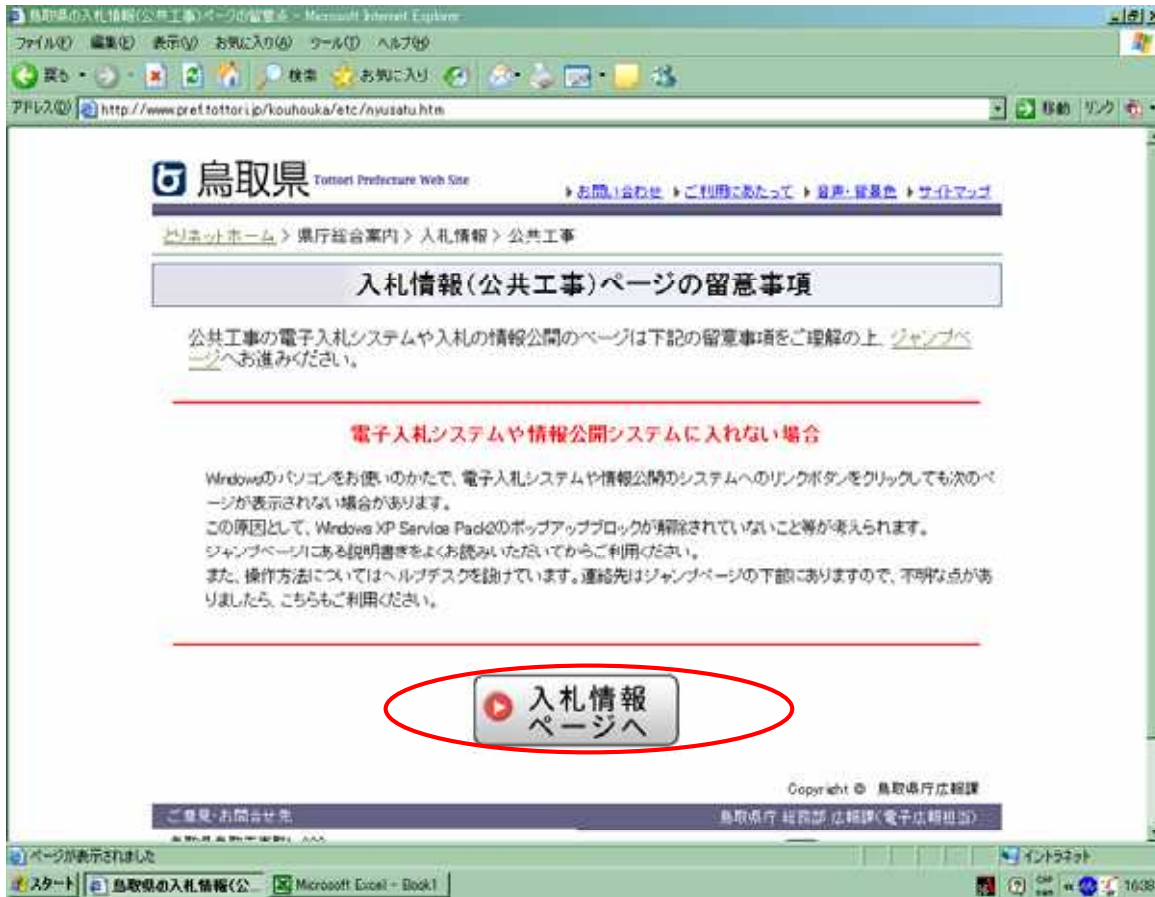 鳥取県の入札情報(公共工事)ページの留意点 - Microsoft Internet Explorer
ファイル(F) 編集(E) 表示(V) お気に入り(A) ツール(T) ヘルプ(H)
戻る 検索 お気に入り
アドレス(D) http://www.pref.tottori.jp/kouhouka/etc/nyusatu.htm 移動 リンク
鳥取県 Tottori Prefecture Web Site
お問い合わせ ご利用にあたって 音声・背景色 サイトマップ
とりネットホーム > 県庁総合案内 > 入札情報 > 公共工事
入札情報(公共工事)ページの留意事項
公共工事の電子入札システムや入札の情報公開のページは下記の留意事項をご理解の上、ジャンプペ
ージへお進みください。
電子入札システムや情報公開システムに入れない場合
Windowsのパソコンをお使いのかたで、電子入札システムや情報公開のシステムへのリンクボタンをクリックしても次のペ
ージが表示されない場合があります。
この原因として、Windows XP Service Pack2のポップアップブロックが解除されていないこと等が考えられます。
ジャンプページにある説明書きをよくお読みいただいてからご利用ください。
また、操作方法についてはヘルプデスクを設けています。連絡先はジャンプページの下部にありますので、不明な点があ
りましたら、こちらもご利用ください。
入札情報
ページへ
Copyright © 鳥取県庁広報課
ご意見・お問合せ先 鳥取県庁 総務部 広報課(電子広報担当)
ページが表示されました イントラネット
スタート 鳥取県の入札情報(公... Microsoft Excel - Book1 16:38